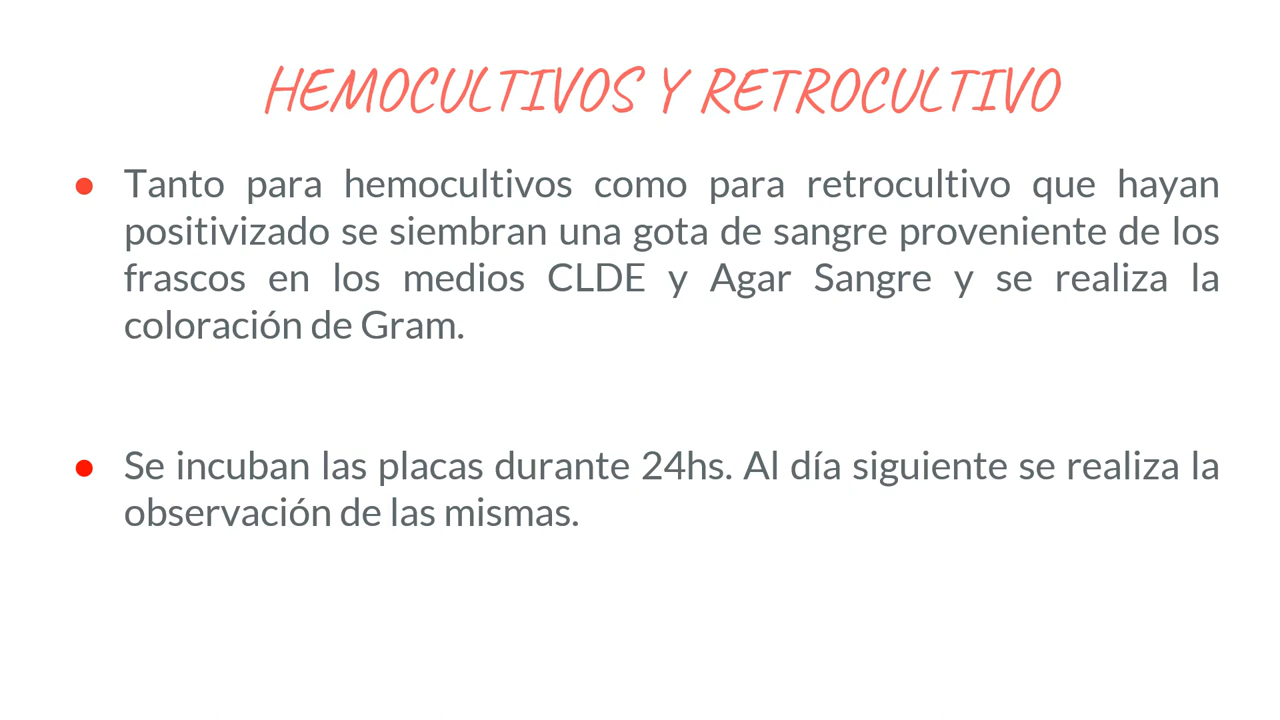 HEMOCULTIVOS Y RETROCULTIVO
● Tanto para hemocultivos como para retrocultivo que hayan
positivizado se siembran una gota de sangre proveniente de los
frascos en los medios CLDE y Agar Sangre y se realiza la
coloración de Gram.
● Se incuban las placas durante 24hs. Al día siguiente se realiza la
observación de las mismas.